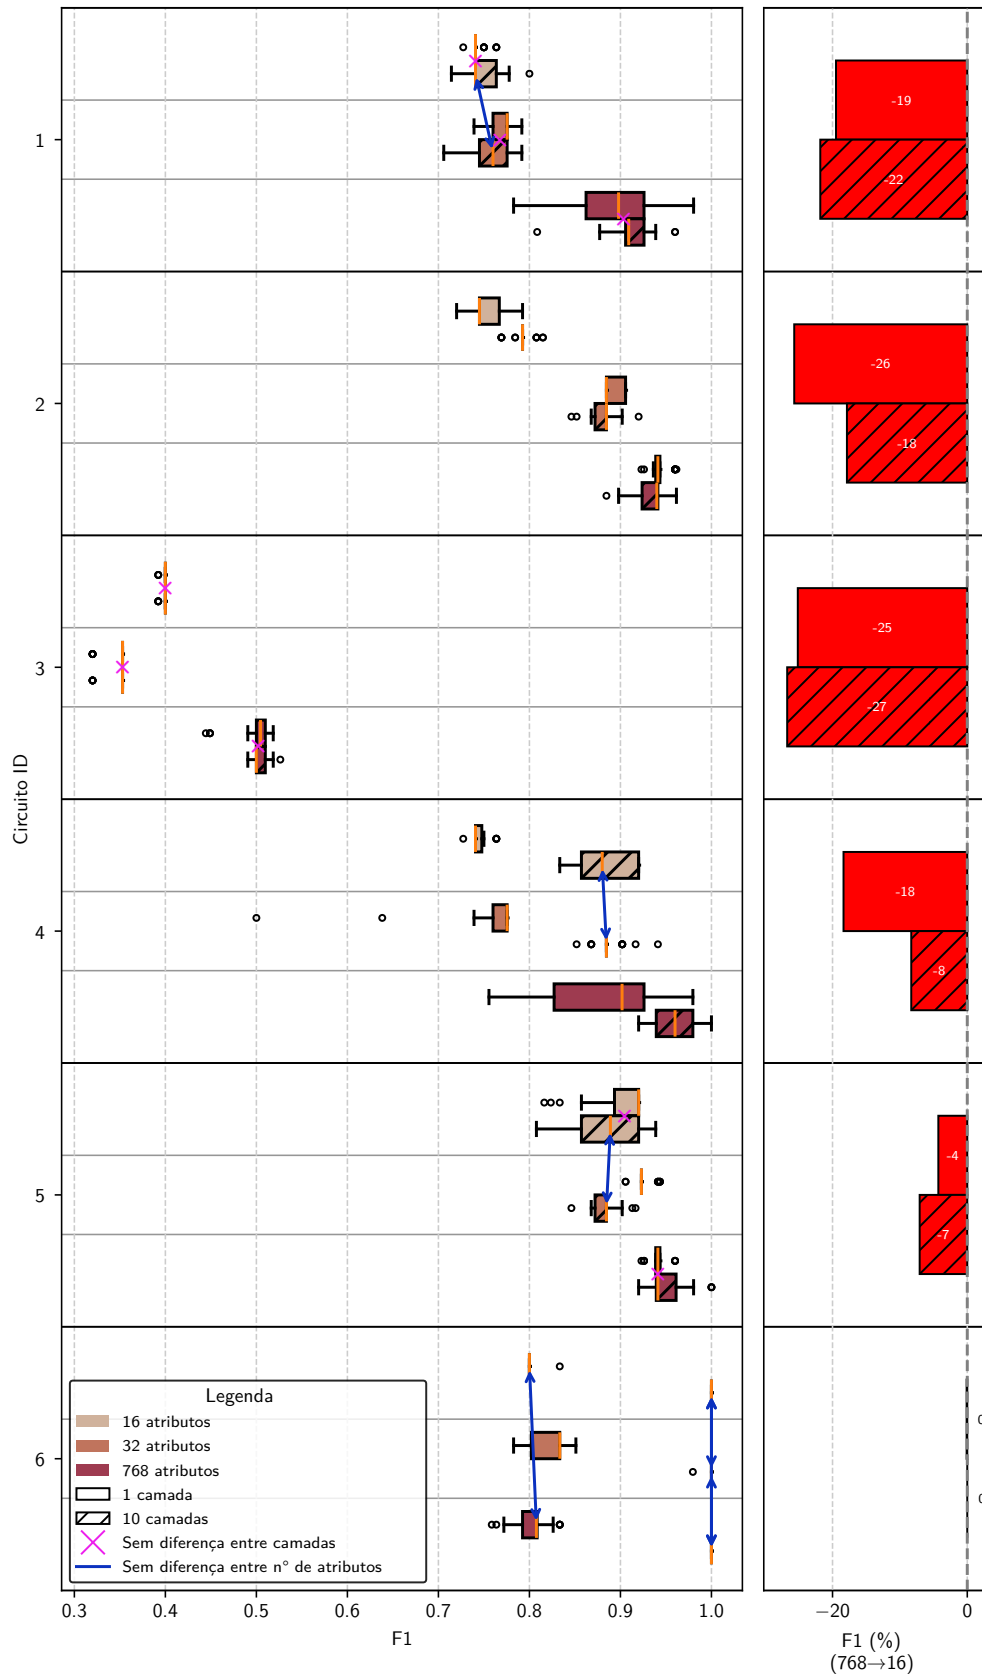 -19
1
-22
-26
2
-18
-25
3
-27
Circuito ID
-18
4
-8
-4
5
-7
Legenda
16 atributos
32 atributos
768 atributos
1 camada
10 camadas
Sem diferença entre camadas
Sem diferença entre n° de atributos
6
0.3 0.4 0.5 0.6 0.7 0.8 0.9 1.0
F1
−20 0
F1 (%)
(768→16)